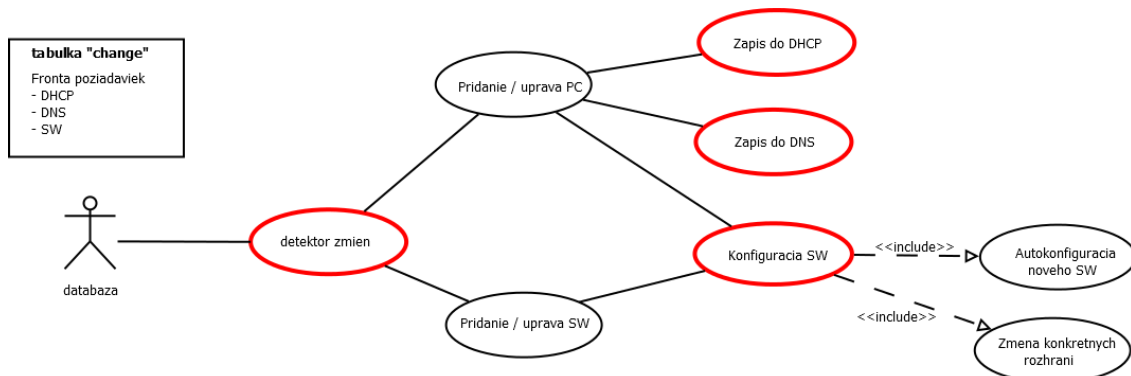 tabulka "change"
Fronta poziadaviek
- DHCP
- DNS
- SW
databaza
detektor zmien
Pridanie / uprava PC
Pridanie / uprava SW
Zapis do DHCP
Zapis do DNS
Konfiguracia SW
<<include>>
<<include>>
Autokonfiguracia
noveho SW
Zmena konkretnych
rozhrani